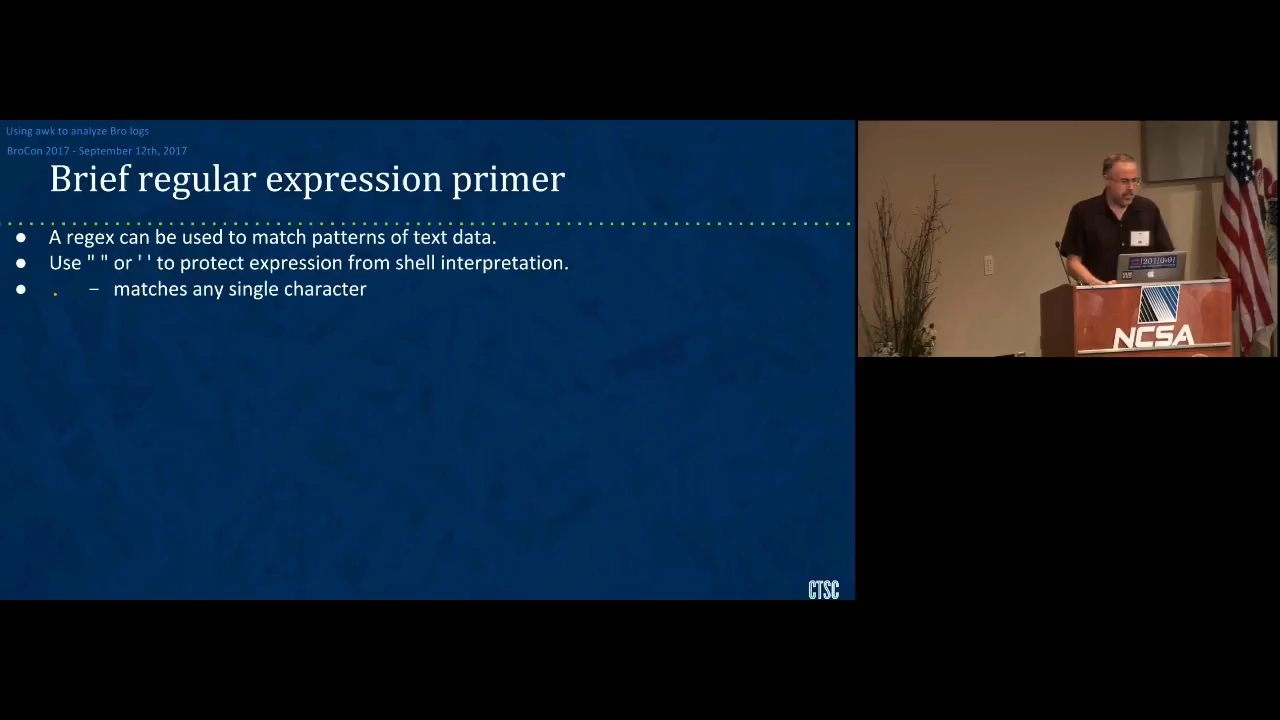 Using awk to analyze Bro logs
BroCon 2017 - September 12th, 2017
Brief regular expression primer
● A regex can be used to match patterns of text data.
● Use " " or ' ' to protect expression from shell interpretation.
● . – matches any single character
CTSC
NCSA